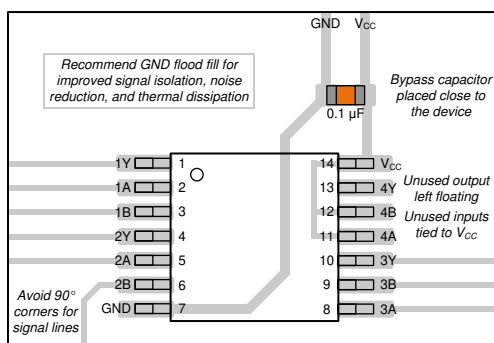 GND VCC
Recommend GND flood fill for
improved signal isolation, noise
reduction, and thermal dissipation
Bypass capacitor
placed close to
the device
0.1 μF
1Y 1 14 VCC
1A 2 13 4Y
Unused output
left floating
1B 3 12 4B
Unused inputs
tied to VCC
2Y 4 11 4A
2A 5 10 3Y
2B 6 9 3B
Avoid 90°
corners for
signal lines
GND 7 8 3A